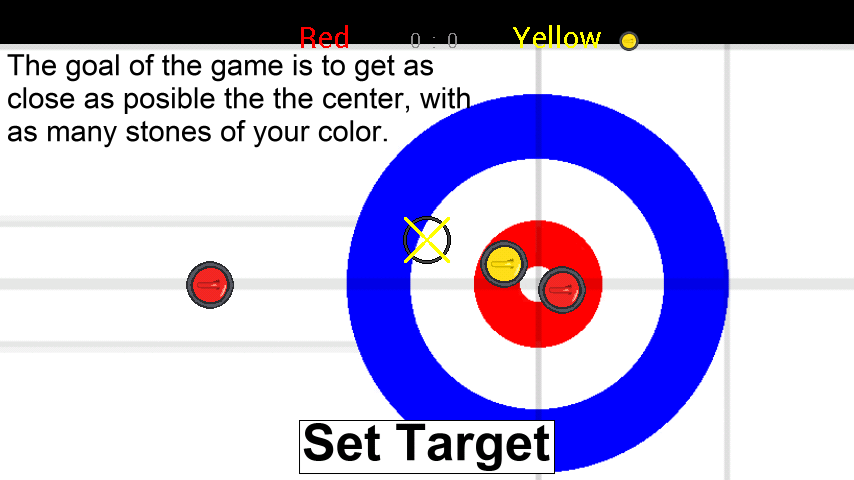 Red 0 : 0 Yellow
The goal of the game is to get as
close as posible the the center, with
as many stones of your color.
Set Target